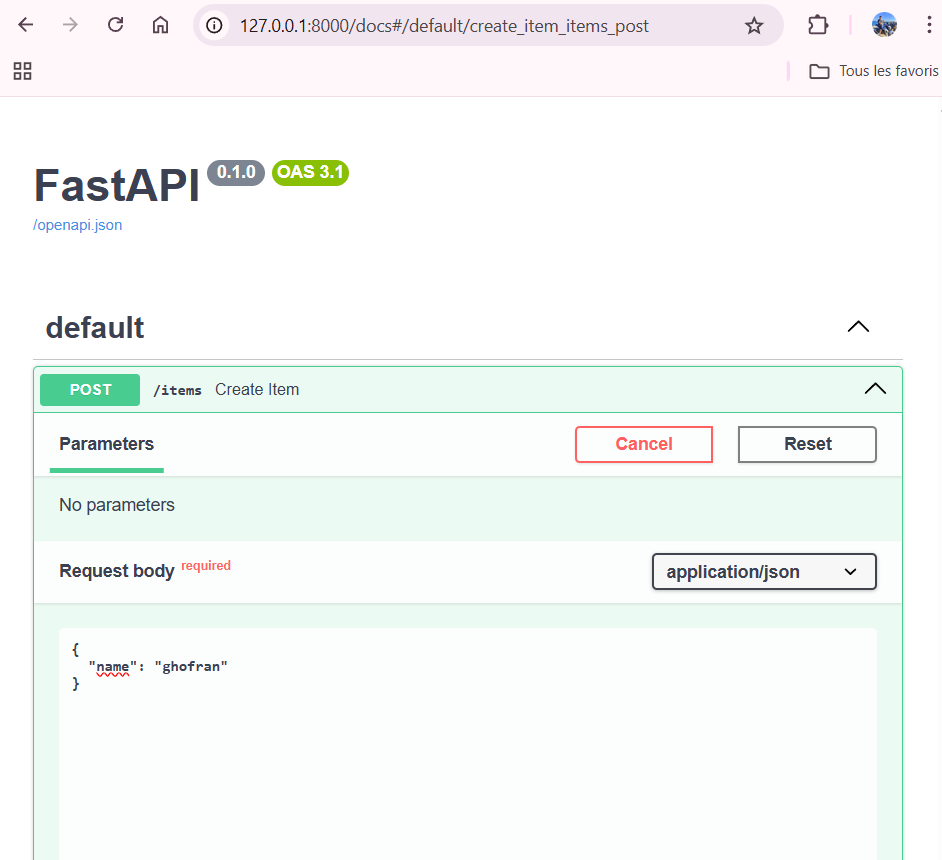 127.0.0.1:8000/docs#/default/create_item_items_post
Tous les favoris
FastAPI 0.1.0 OAS 3.1
/openapi.json
default
POST /items Create Item
Parameters Cancel Reset
No parameters
Request body required application/json
{
"name": "ghofran"
}